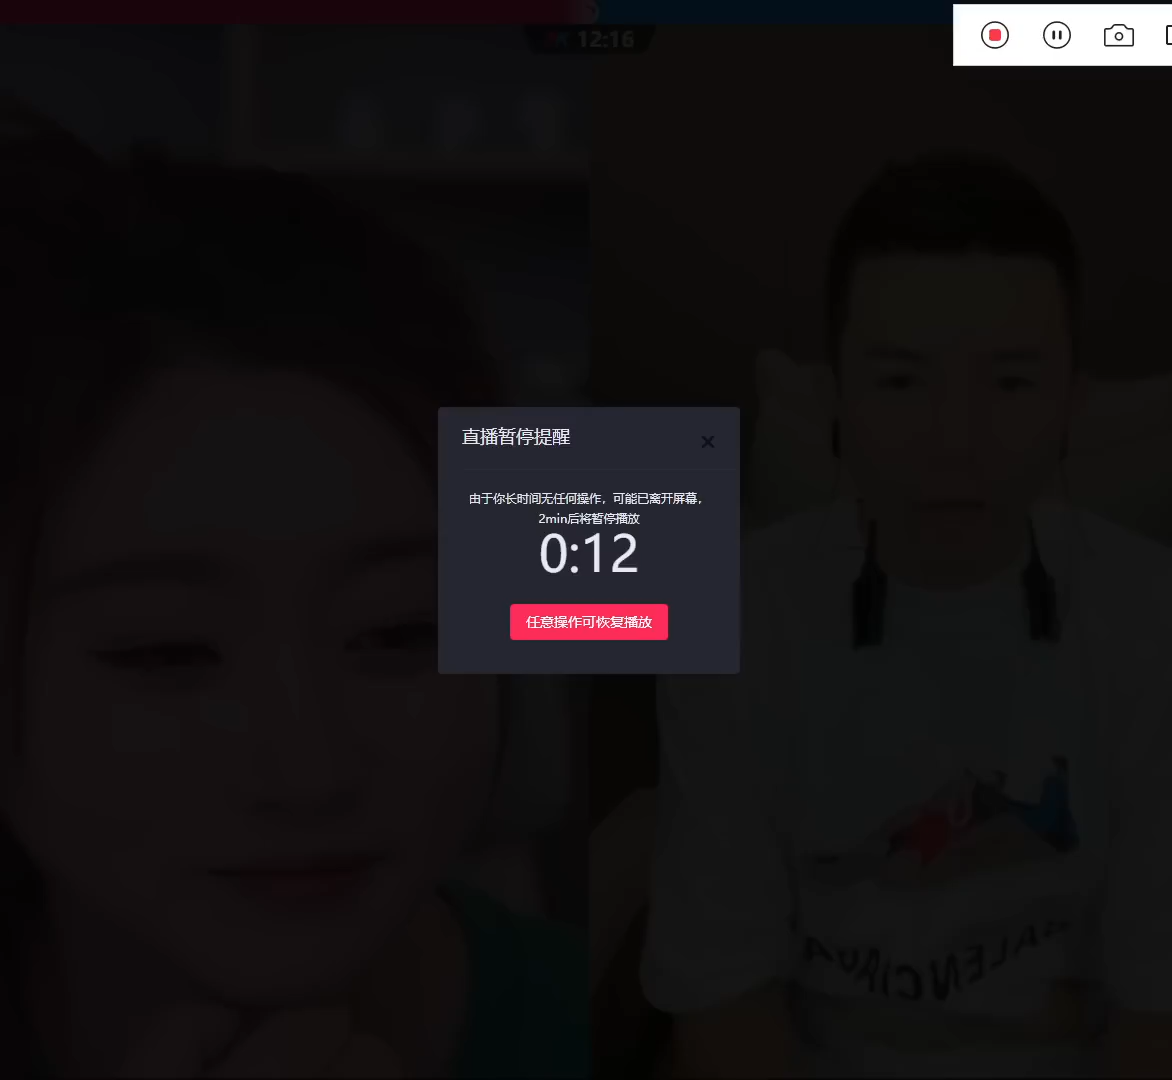 PK 12:16
直播暂停提醒
由于你长时间无任何操作，可能已离开屏幕，
2min后将暂停播放
0:12
任意操作可恢复播放
BALENCIAGA